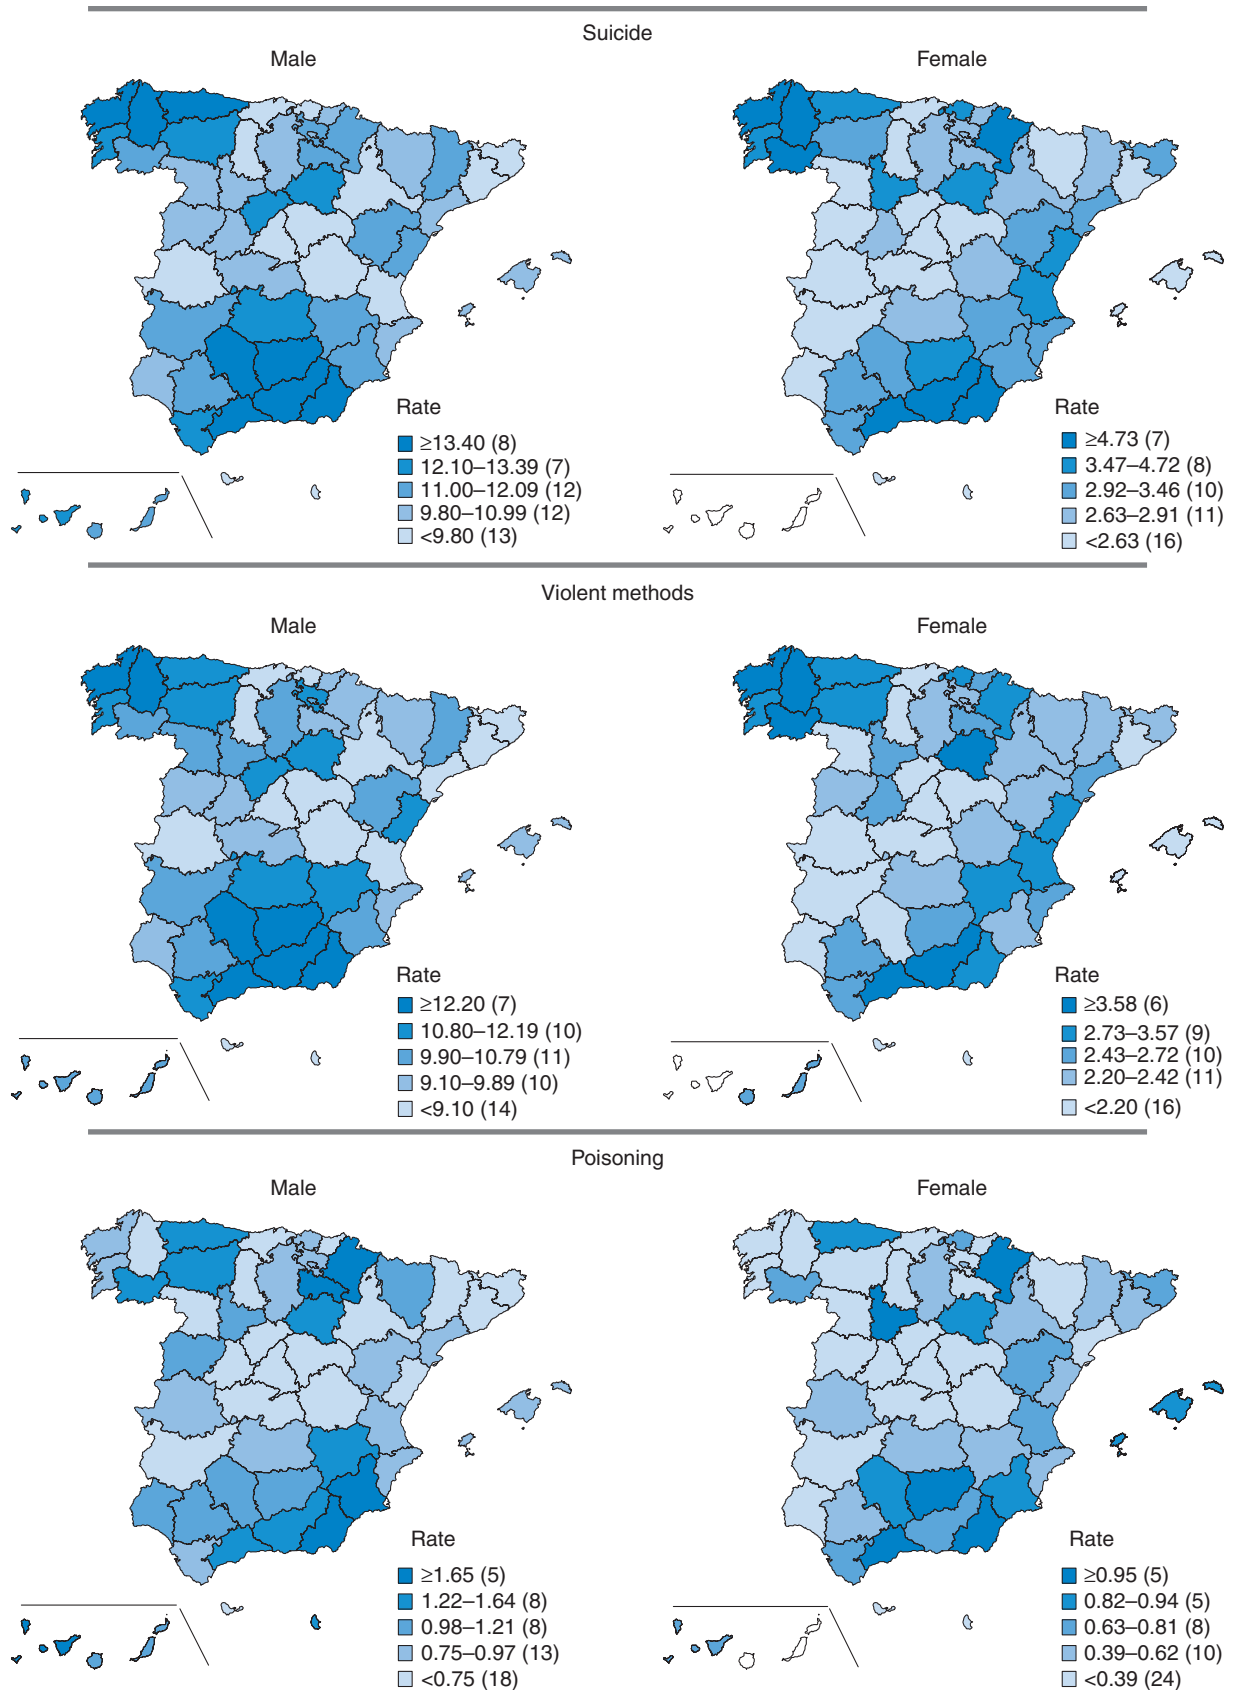 Suicide
Male
Female
Rate
≥13.40 (8)
12.10–13.39 (7)
11.00–12.09 (12)
9.80–10.99 (12)
<9.80 (13)
Rate
≥4.73 (7)
3.47–4.72 (8)
2.92–3.46 (10)
2.63–2.91 (11)
<2.63 (16)
Violent methods
Male
Female
Rate
≥12.20 (7)
10.80–12.19 (10)
9.90–10.79 (11)
9.10–9.89 (10)
<9.10 (14)
Rate
≥3.58 (6)
2.73–3.57 (9)
2.43–2.72 (10)
2.20–2.42 (11)
<2.20 (16)
Poisoning
Male
Female
Rate
≥1.65 (5)
1.22–1.64 (8)
0.98–1.21 (8)
0.75–0.97 (13)
<0.75 (18)
Rate
≥0.95 (5)
0.82–0.94 (5)
0.63–0.81 (8)
0.39–0.62 (10)
<0.39 (24)